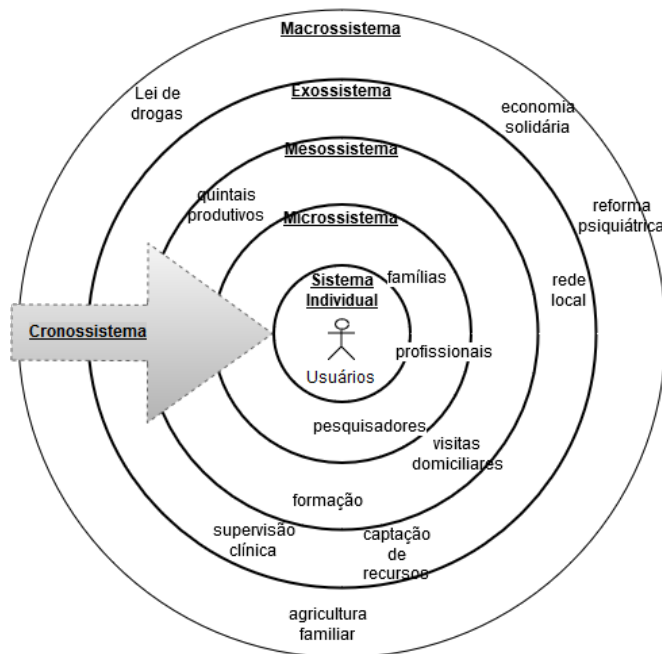 Macrossistema
Lei de
drogas
Exossistema
economia
solidária
Mesossistema
quintais
produtivos
reforma
psiquiátrica
Microssistema
Sistema
Individual
famílias
rede
local
Cronossistema
profissionais
Usuários
pesquisadores
visitas
domiciliares
formação
supervisão
clínica
captação
de
recursos
agricultura
familiar